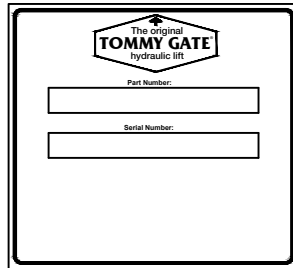 The original
TOMMY GATE®
hydraulic lift
Part Number:
Serial Number: